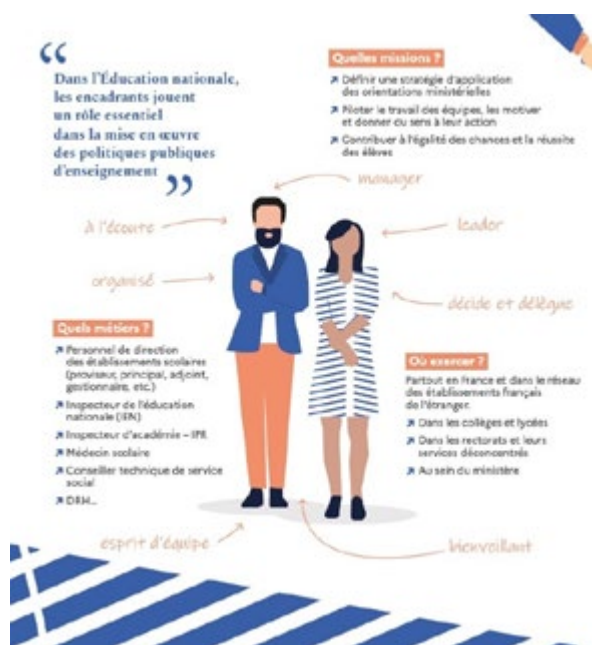 “
Dans l'Éducation nationale,
les encadrants jouent
un rôle essentiel
dans la mise en œuvre
des politiques publiques
d'enseignement
”
Quelles missions ?
Définir une stratégie d'application
des orientations ministérielles
Piloter le travail des équipes, les motiver
et donner du sens à leur action
Contribuer à l'égalité des chances et la réussite
des élèves
manager
à l'écoute
leader
organisé
décide et délègue
Quels métiers ?
Personnel de direction
des établissements scolaires
(proviseur, principal, adjoint,
gestionnaire, etc.)
Inspecteur de l'éducation
nationale (IEN)
Inspecteur d'académie – IPR
Médecin scolaire
Conseiller technique de service
social
DRH...
Où exercer ?
Partout en France et dans le réseau
des établissements français
de l'étranger.
Dans les collèges et lycées
Dans les rectorats et leurs
services déconcentrés
Au sein du ministère
esprit d'équipe
bienveillant